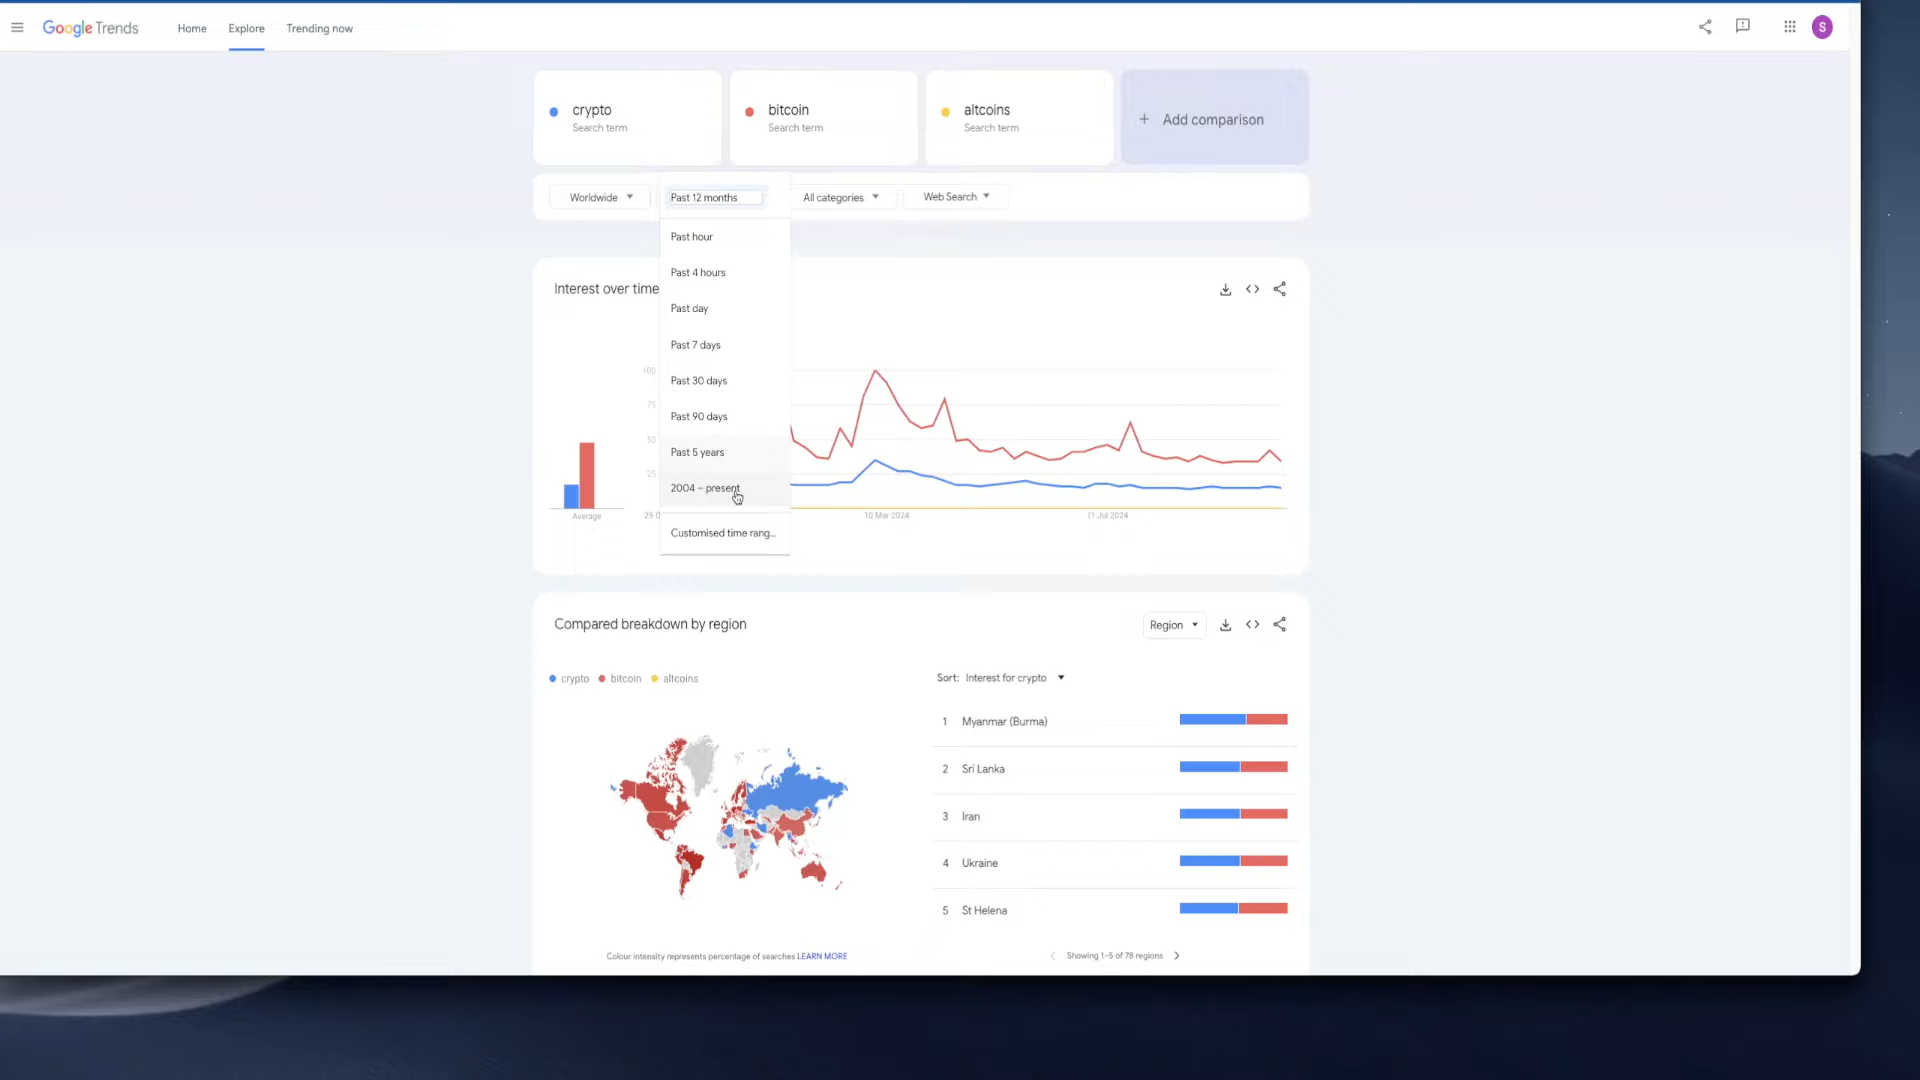 Google Trends
Home
Explore
Trending now
S
crypto
Search term
bitcoin
Search term
altcoins
Search term
+ Add comparison
Worldwide
Past 12 months
All categories
Web Search
Past hour
Past 4 hours
Past day
Past 7 days
Past 30 days
Past 90 days
Past 5 years
2004 – present
Customised time rang...
Interest over time
100
75
50
25
Average
29 O
10 Mar 2024
21 Jul 2024
Compared breakdown by region
Region
crypto
bitcoin
altcoins
Sort: Interest for crypto
1 Myanmar (Burma)
2 Sri Lanka
3 Iran
4 Ukraine
5 St Helena
Colour intensity represents percentage of searches LEARN MORE
Showing 1–5 of 78 regions